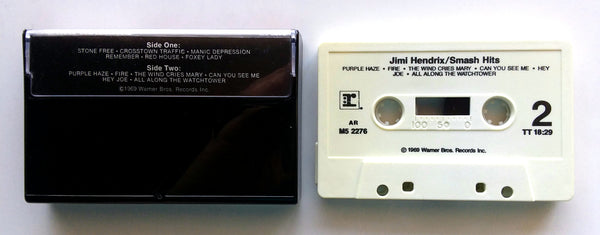 Side One:
STONE FREE • CROSSTOWN TRAFFIC • MANIC DEPRESSION
REMEMBER • RED HOUSE • FOXEY LADY
Side Two:
PURPLE HAZE • FIRE • THE WIND CRIES MARY • CAN YOU SEE ME
HEY JOE • ALL ALONG THE WATCHTOWER
©1969 Warner Bros. Records Inc.
Jimi Hendrix/Smash Hits
PURPLE HAZE • FIRE • THE WIND CRIES MARY • CAN YOU SEE ME • HEY
JOE • ALL ALONG THE WATCHTOWER
r
AR
M5 2276
100 50 0
2
TT 18:29
© 1969 Warner Bros. Records Inc.